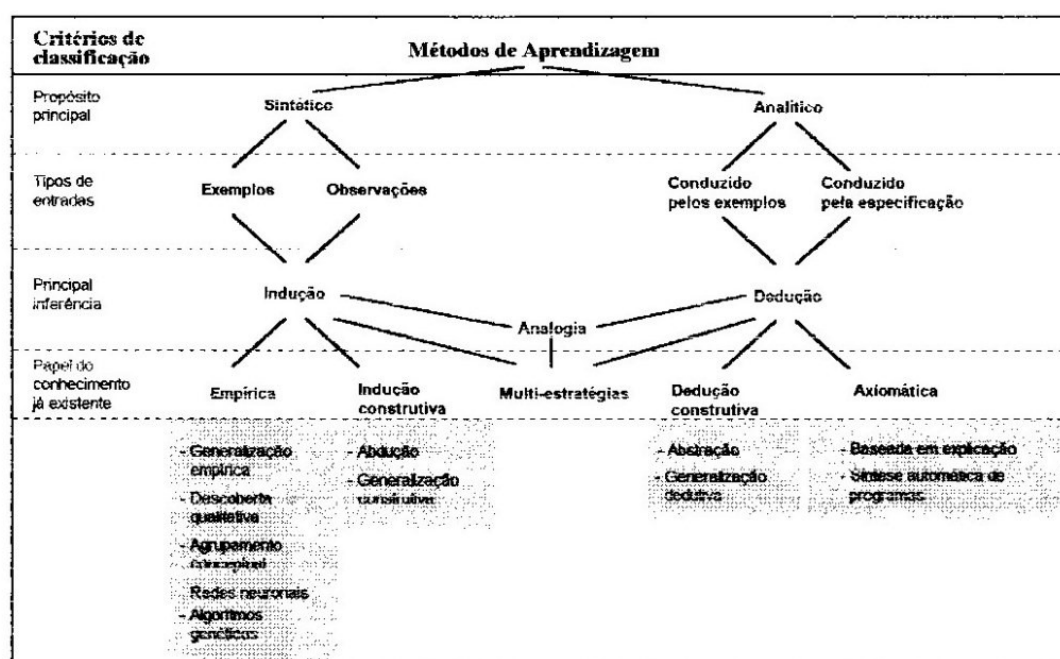 Critérios de
classificação
Métodos de Aprendizagem
Propósito
principal
Sintético
Analítico
Tipos de
entradas
Exemplos
Observações
Conduzido
pelos exemplos
Conduzido
pela especificação
Principal
inferência
Indução
Dedução
Analogia
Papel do
conhecimento
já existente
Empírica
Indução
construtiva
Multi-estratégias
Dedução
construtiva
Axiomática
- Generalização
empírica
- Descoberta
qualitativa
- Agrupamento
conceptual
- Redes neuronais
- Algoritmos
genéticos
- Abdução
- Generalização
construtiva
- Abstração
- Generalização
dedutiva
- Baseada em explicação
- Síntese automática de
programas